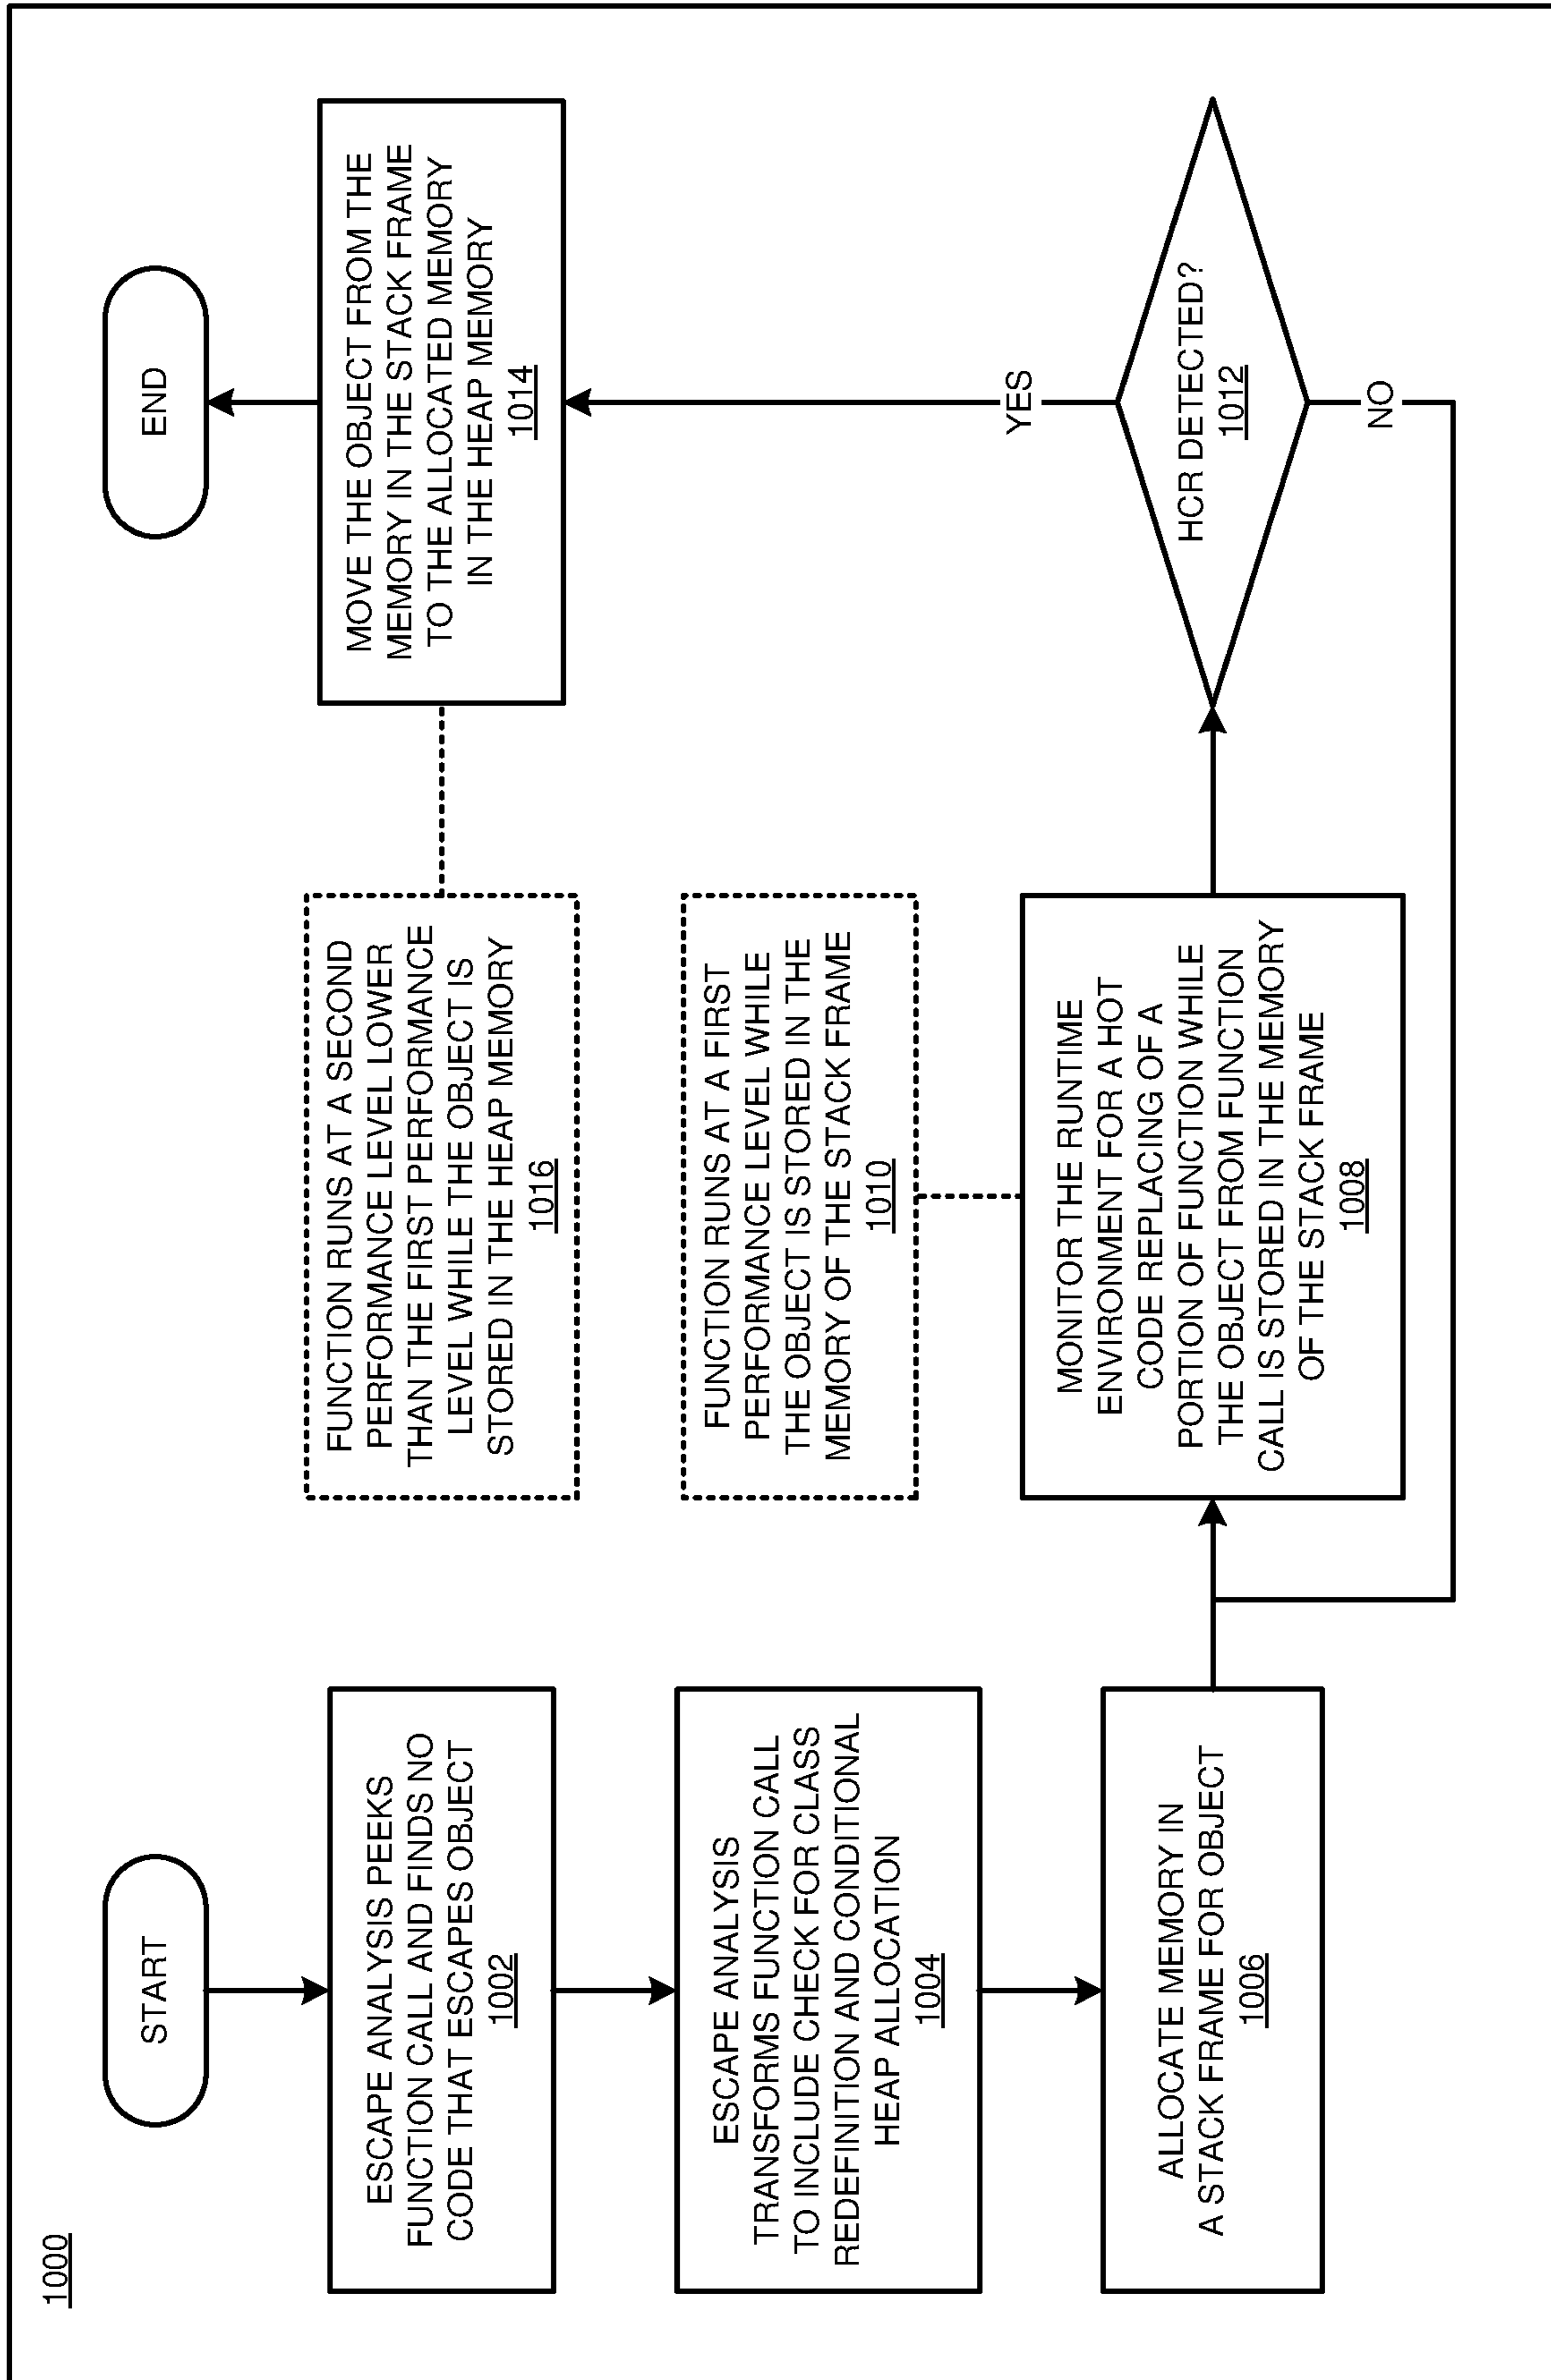 1000
START
ESCAPE ANALYSIS PEEKS
FUNCTION CALL AND FINDS NO
CODE THAT ESCAPES OBJECT
1002
ESCAPE ANALYSIS
TRANSFORMS FUNCTION CALL
TO INCLUDE CHECK FOR CLASS
REDEFINITION AND CONDITIONAL
HEAP ALLOCATION
1004
ALLOCATE MEMORY IN
A STACK FRAME FOR OBJECT
1006
FUNCTION RUNS AT A SECOND
PERFORMANCE LEVEL LOWER
THAN THE FIRST PERFORMANCE
LEVEL WHILE THE OBJECT IS
STORED IN THE HEAP MEMORY
1016
FUNCTION RUNS AT A FIRST
PERFORMANCE LEVEL WHILE
THE OBJECT IS STORED IN THE
MEMORY OF THE STACK FRAME
1010
MONITOR THE RUNTIME
ENVIRONMENT FOR A HOT
CODE REPLACING OF A
PORTION OF FUNCTION WHILE
THE OBJECT FROM FUNCTION
CALL IS STORED IN THE MEMORY
OF THE STACK FRAME
1008
END
MOVE THE OBJECT FROM THE
MEMORY IN THE STACK FRAME
TO THE ALLOCATED MEMORY
IN THE HEAP MEMORY
1014
YES
HCR DETECTED?
1012
NO